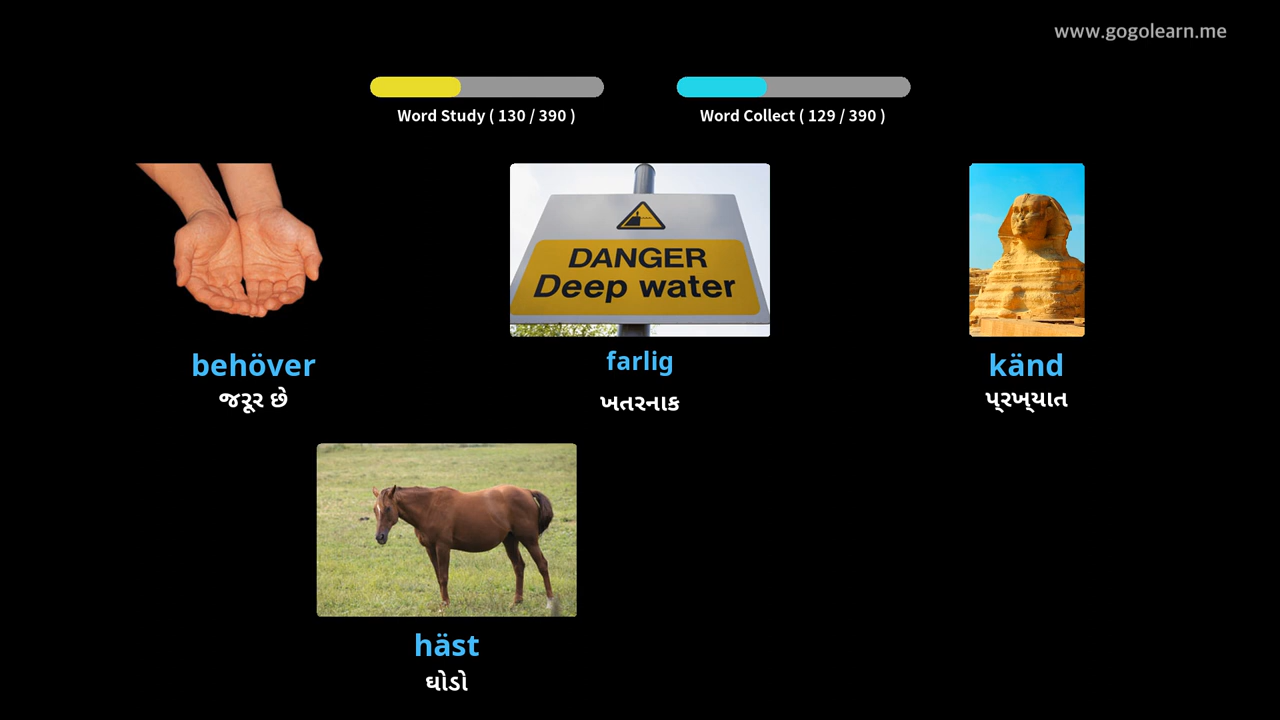 www.gogolearn.me
Word Study ( 130 / 390 )
Word Collect ( 129 / 390 )
DANGER
Deep water
behöver
જરૂર છે
farlig
ખતરનાક
känd
પ્રખ્યાત
häst
ઘોડો